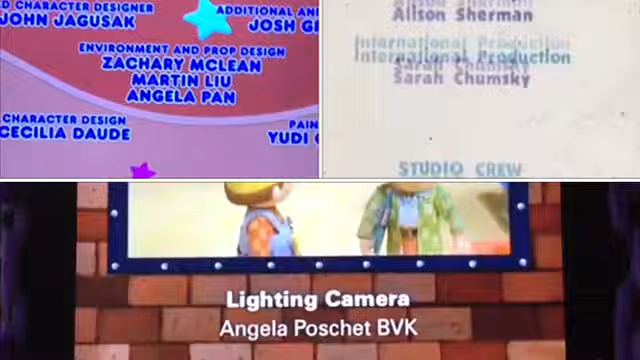 D CHARACTER DESIGNER
JOHN JAGUSAK
ADDITIONAL
JOSH
ENVIRONMENT AND PROP DESIGN
ZACHARY MCLEAN
MARTIN LIU
ANGELA PAN
CHARACTER DESIGN
CECILIA DAUDE
YUDI
Alison Sherman
International Production
Sarah Chumsky
STUDIO CREW
Lighting Camera
Angela Poschet BVK